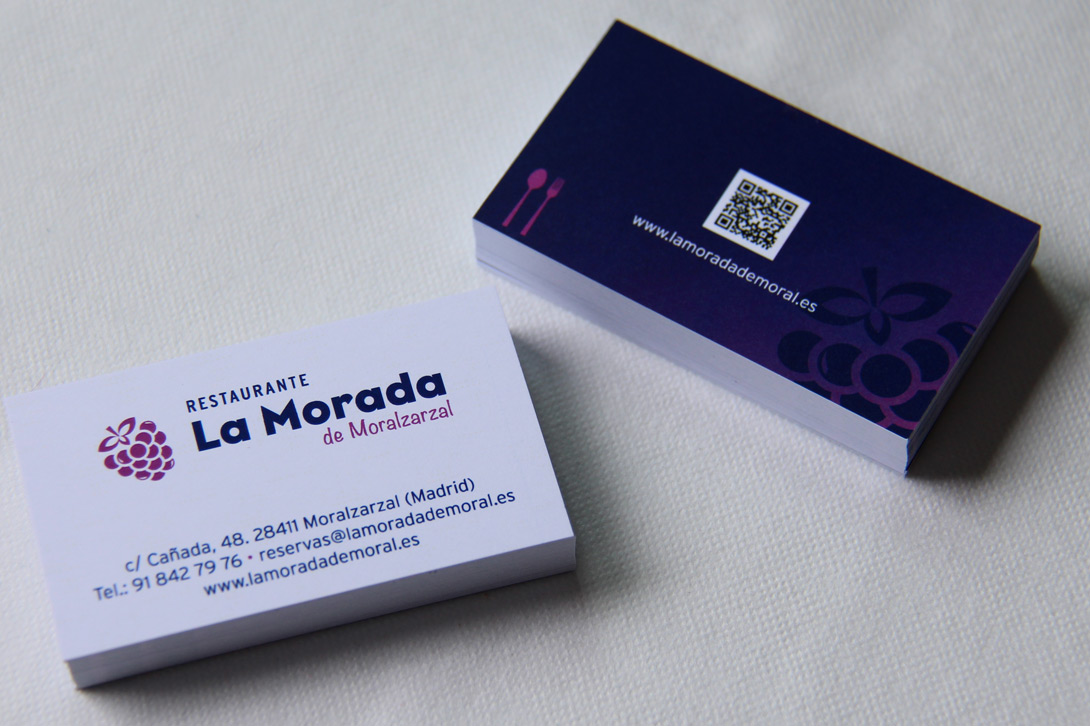 RESTAURANTE
La Morada
de Moralzarzal
c/ Cañada, 48. 28411 Moralzarzal (Madrid)
Tel.: 91 842 79 76 • reservas@lamoradademoral.es
www.lamoradademoral.es
www.lamoradademoral.es